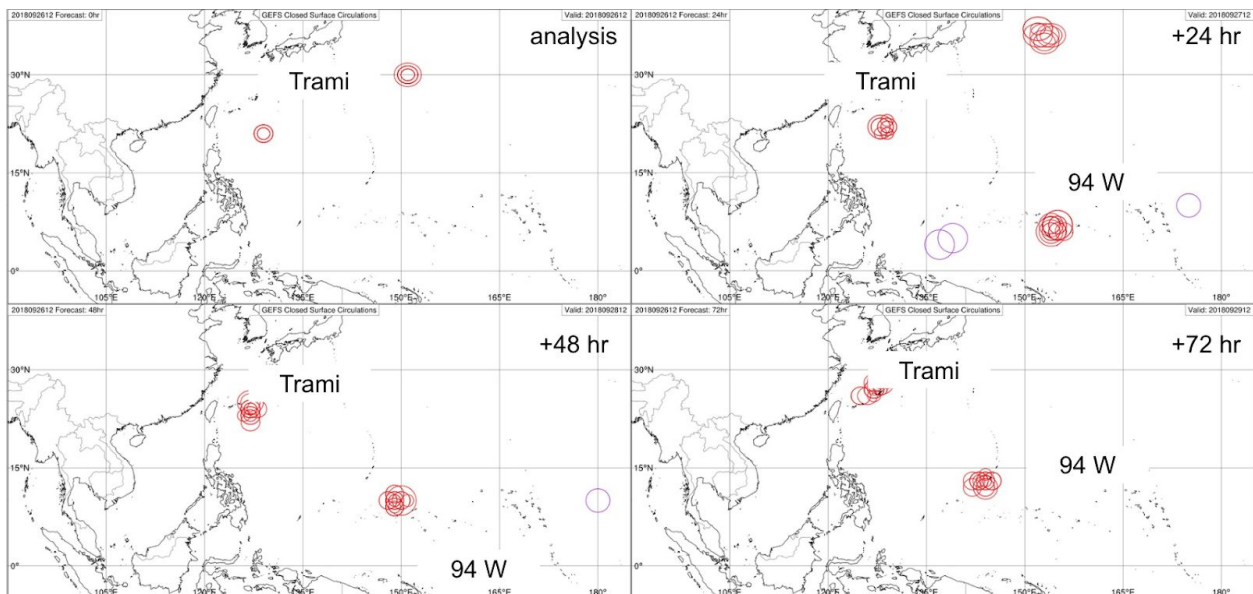 2018092612 Forecast: 0hr
GEFS Closed Surface Circulations
Valid: 2018092612
analysis
Trami
30°N
15°N
0°N
105°E
120°E
135°E
150°E
165°E
180°
2018092612 Forecast: 24hr
GEFS Closed Surface Circulations
Valid: 2018092712
+24 hr
Trami
94 W
30°N
15°N
0°N
105°E
120°E
135°E
150°E
165°E
180°
2018092612 Forecast: 48hr
GEFS Closed Surface Circulations
Valid: 2018092812
+48 hr
Trami
94 W
30°N
15°N
0°N
105°E
120°E
135°E
150°E
165°E
180°
2018092612 Forecast: 72hr
GEFS Closed Surface Circulations
Valid: 2018092912
+72 hr
Trami
94 W
30°N
15°N
0°N
105°E
120°E
135°E
150°E
165°E
180°